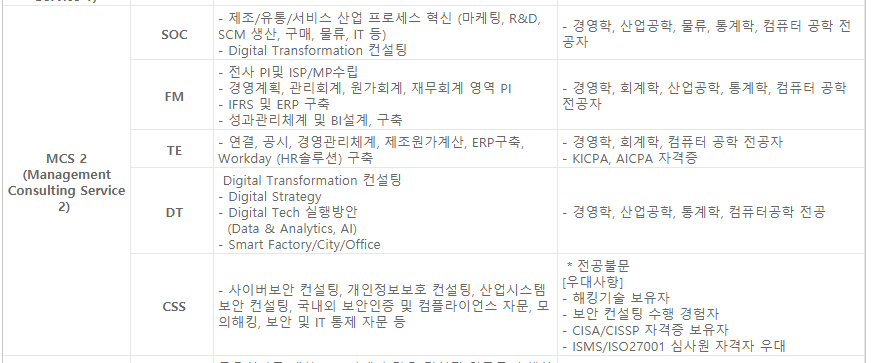 SOC
- 제조/유통/서비스 산업 프로세스 혁신 (마케팅, R&D,
SCM 생산, 구매, 물류, IT 등)
- Digital Transformation 컨설팅
- 경영학, 산업공학, 물류, 통계학, 컴퓨터 공학 전
공자
MCS 2
(Management
Consulting Service
2)
FM
- 전사 PI및 ISP/MP수립
- 경영계획, 관리회계, 원가회계, 재무회계 영역 PI
- IFRS 및 ERP 구축
- 성과관리체계 및 BI설계, 구축
- 경영학, 회계학, 산업공학, 통계학, 컴퓨터 공학
전공자
TE
- 연결, 공시, 경영관리체계, 제조원가계산, ERP구축,
Workday (HR솔루션) 구축
- 경영학, 회계학, 컴퓨터 공학 전공자
- KICPA, AICPA 자격증
DT
Digital Transformation 컨설팅
- Digital Strategy
- Digital Tech 실행방안
(Data & Analytics, AI)
- Smart Factory/City/Office
- 경영학, 산업공학, 통계학, 컴퓨터공학 전공
CSS
- 사이버보안 컨설팅, 개인정보보호 컨설팅, 산업시스템
보안 컨설팅, 국내외 보안인증 및 컴플라이언스 자문, 모
의해킹, 보안 및 IT 통제 자문 등
* 전공불문
[우대사항]
- 해킹기술 보유자
- 보안 컨설팅 수행 경험자
- CISA/CISSP 자격증 보유자
- ISMS/ISO27001 심사원 자격자 우대